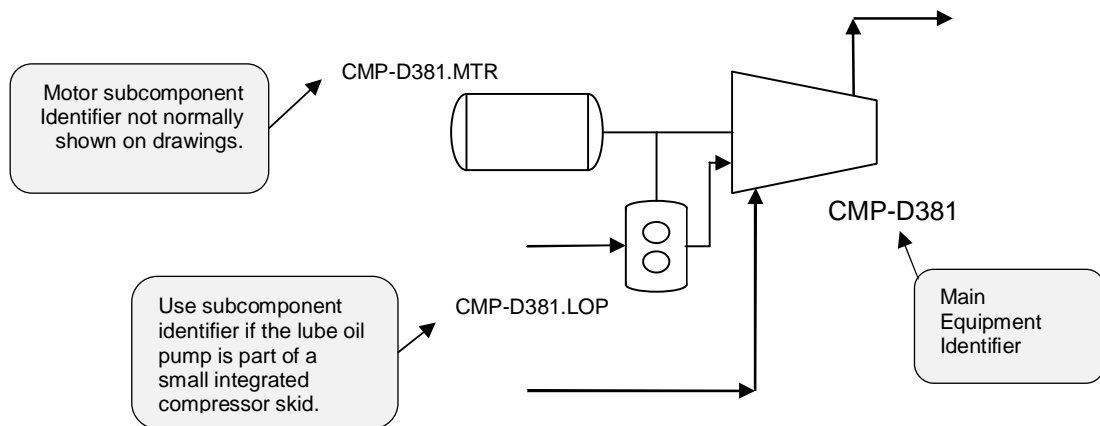 CMP-D381.MTR
Motor subcomponent
Identifier not normally
shown on drawings.
CMP-D381
Use subcomponent
identifier if the lube oil
pump is part of a
small integrated
compressor skid.
CMP-D381.LOP
Main
Equipment
Identifier